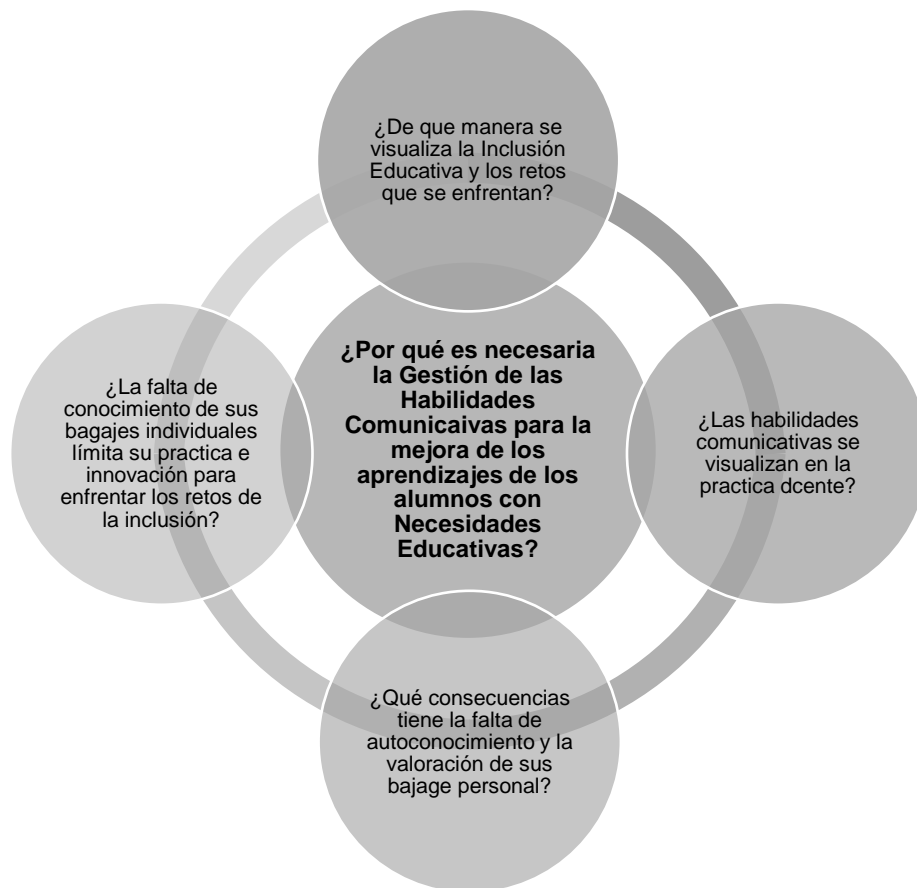 ¿De que manera se
visualiza la Inclusión
Educativa y los retos
que se enfrentan?
¿Por qué es necesaria
la Gestión de las
Habilidades
Comunicaivas para la
mejora de los
aprendizajes de los
alumnos con
Necesidades
Educativas?
¿Las habilidades
comunicativas se
visualizan en la
practica dcente?
¿Qué consecuencias
tiene la falta de
autoconocimiento y la
valoración de sus
bajage personal?
¿La falta de
conocimiento de sus
bagajes individuales
límita su practica e
innovación para
enfrentar los retos de
la inclusión?